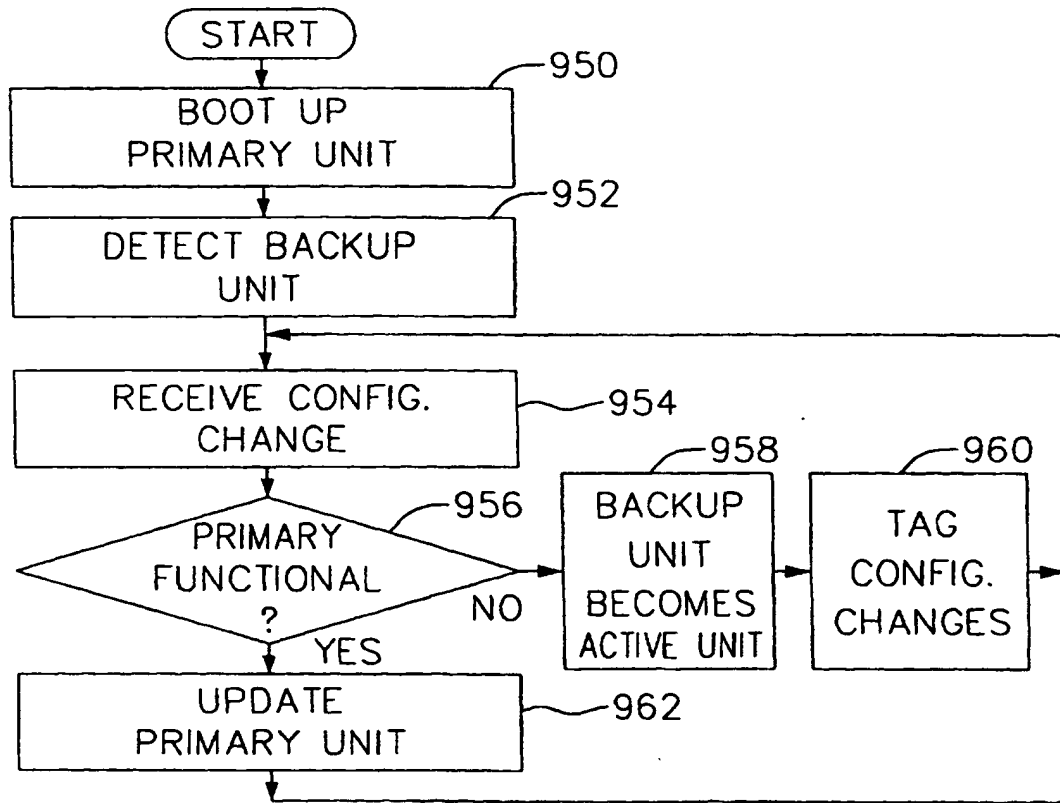 START
950
BOOT UP
PRIMARY UNIT
952
DETECT BACKUP
UNIT
RECEIVE CONFIG.
CHANGE
954
956
PRIMARY
FUNCTIONAL
?
NO
YES
958
BACKUP
UNIT
BECOMES
ACTIVE UNIT
960
TAG
CONFIG.
CHANGES
UPDATE
PRIMARY UNIT
962